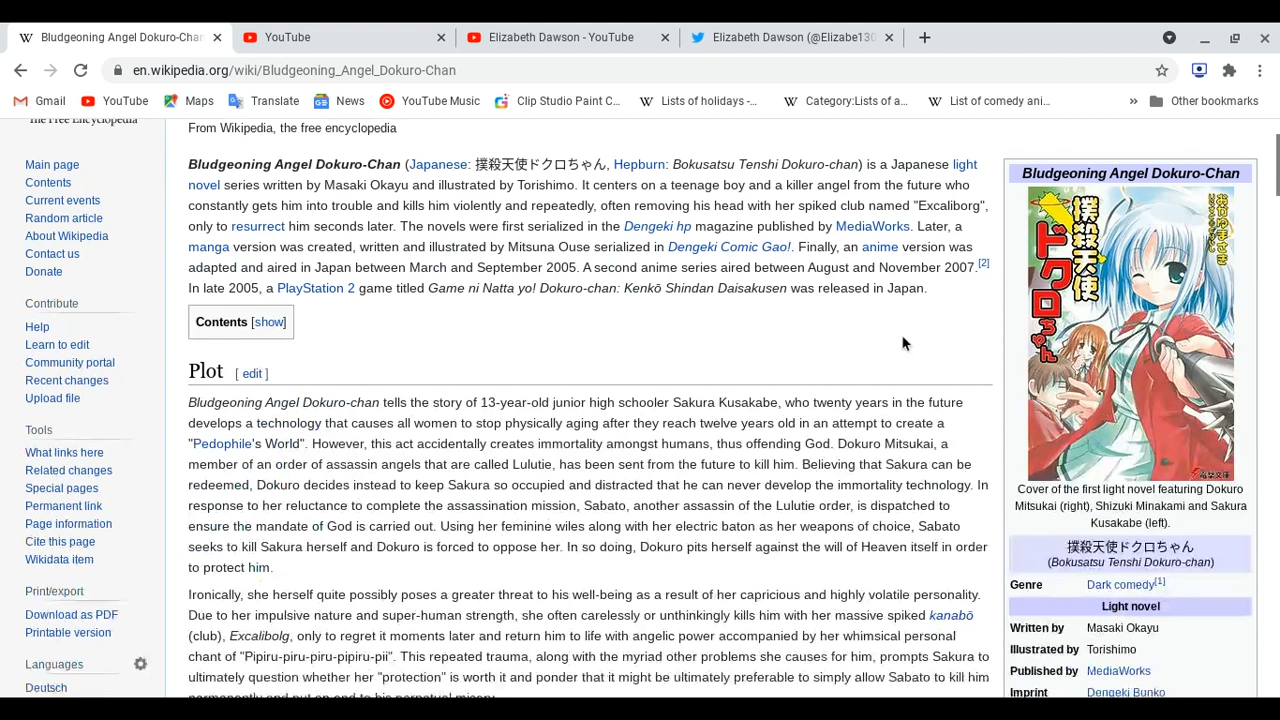 Bludgeoning Angel Dokuro-Chan
YouTube
Elizabeth Dawson - YouTube
Elizabeth Dawson (@Elizabe130
en.wikipedia.org/wiki/Bludgeoning_Angel_Dokuro-Chan
Gmail
YouTube
Maps
Translate
News
YouTube Music
Clip Studio Paint C...
Lists of holidays -...
Category:Lists of a...
List of comedy ani...
»
Other bookmarks
The Free Encyclopedia
Main page
Contents
Current events
Random article
About Wikipedia
Contact us
Donate
Contribute
Help
Learn to edit
Community portal
Recent changes
Upload file
Tools
What links here
Related changes
Special pages
Permanent link
Page information
Cite this page
Wikidata item
Print/export
Download as PDF
Printable version
Languages
Deutsch
From Wikipedia, the free encyclopedia
Bludgeoning Angel Dokuro-Chan (Japanese: 撲殺天使ドクロちゃん, Hepburn: Bokusatsu Tenshi Dokuro-chan) is a Japanese light
novel series written by Masaki Okayu and illustrated by Torishimo. It centers on a teenage boy and a killer angel from the future who
constantly gets him into trouble and kills him violently and repeatedly, often removing his head with her spiked club named "Excaliborg",
only to resurrect him seconds later. The novels were first serialized in the Dengeki hp magazine published by MediaWorks. Later, a
manga version was created, written and illustrated by Mitsuna Ouse serialized in Dengeki Comic Gao!. Finally, an anime version was
adapted and aired in Japan between March and September 2005. A second anime series aired between August and November 2007.[2]
In late 2005, a PlayStation 2 game titled Game ni Natta yo! Dokuro-chan: Kenkō Shindan Daisakusen was released in Japan.
Contents [show]
Plot [ edit ]
Bludgeoning Angel Dokuro-chan tells the story of 13-year-old junior high schooler Sakura Kusakabe, who twenty years in the future
develops a technology that causes all women to stop physically aging after they reach twelve years old in an attempt to create a
"Pedophile's World". However, this act accidentally creates immortality amongst humans, thus offending God. Dokuro Mitsukai, a
member of an order of assassin angels that are called Lulutie, has been sent from the future to kill him. Believing that Sakura can be
redeemed, Dokuro decides instead to keep Sakura so occupied and distracted that he can never develop the immortality technology. In
response to her reluctance to complete the assassination mission, Sabato, another assassin of the Lulutie order, is dispatched to
ensure the mandate of God is carried out. Using her feminine wiles along with her electric baton as her weapons of choice, Sabato
seeks to kill Sakura herself and Dokuro is forced to oppose her. In so doing, Dokuro pits herself against the will of Heaven itself in order
to protect him.
Ironically, she herself quite possibly poses a greater threat to his well-being as a result of her capricious and highly volatile personality.
Due to her impulsive nature and super-human strength, she often carelessly or unthinkingly kills him with her massive spiked kanabō
(club), Excalibolg, only to regret it moments later and return him to life with angelic power accompanied by her whimsical personal
chant of "Pipiru-piru-piru-pipiru-pii". This repeated trauma, along with the myriad other problems she causes for him, prompts Sakura to
ultimately question whether her "protection" is worth it and ponder that it might be ultimately preferable to simply allow Sabato to kill him
permanently and put an end to his perpetual misery.
Bludgeoning Angel Dokuro-Chan
撲殺天使
ドクロちゃん
おかゆまさき
Cover of the first light novel featuring Dokuro
Mitsukai (right), Shizuki Minakami and Sakura
Kusakabe (left).
撲殺天使ドクロちゃん
(Bokusatsu Tenshi Dokuro-chan)
Genre Dark comedy[1]
Light novel
Written by Masaki Okayu
Illustrated by Torishimo
Published by MediaWorks
Imprint Dengeki Bunko